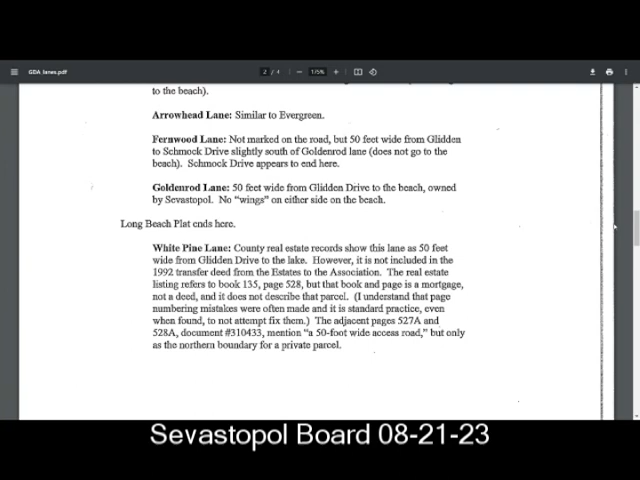 GDA_lanes.pdf
2 / 4
175%
to the beach).
Arrowhead Lane: Similar to Evergreen.
Fernwood Lane: Not marked on the road, but 50 feet wide from Glidden
to Schmock Drive slightly south of Goldenrod lane (does not go to the
beach). Schmock Drive appears to end here.
Goldenrod Lane: 50 feet wide from Glidden Drive to the beach, owned
by Sevastopol. No “wings” on either side on the beach.
Long Beach Plat ends here.
White Pine Lane: County real estate records show this lane as 50 feet
wide from Glidden Drive to the lake. However, it is not included in the
1992 transfer deed from the Estates to the Association. The real estate
listing refers to book 135, page 528, but that book and page is a mortgage,
not a deed, and it does not describe that parcel. (I understand that page
numbering mistakes were often made and it is standard practice, even
when found, to not attempt fix them.) The adjacent pages 527A and
528A, document #310433, mention “a 50-foot wide access road,” but only
as the northern boundary for a private parcel.
Sevastopol Board 08-21-23